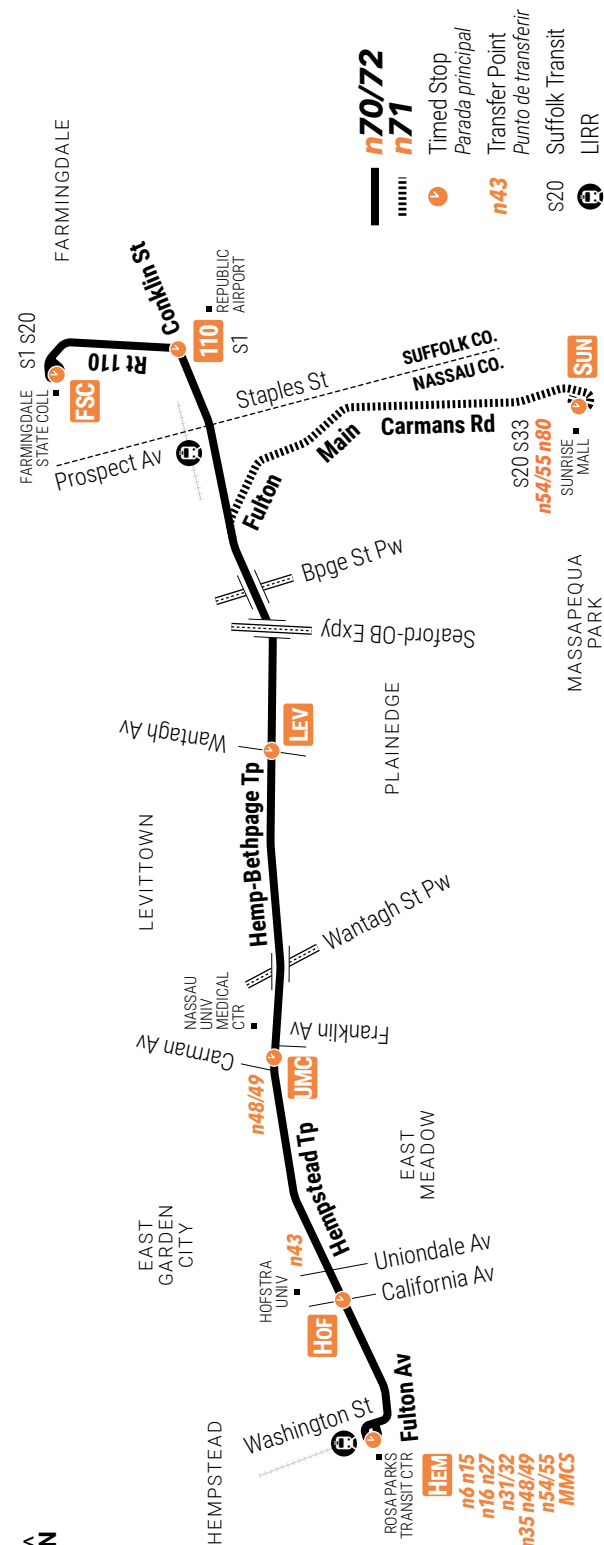 <
N
HEMPSTEAD
Washington St
ROSA PARKS
TRANSIT CTR
HEM
n6 n15
n16 n27
n31/32
n35 n48/49
n54/55
MMCS
Fulton Av
HOF
HOFSTRA
UNIV
n43
California Av
Uniondale Av
Hempstead Tp
EAST
GARDEN
CITY
EAST
MEADOW
n48/49
Carman Av
UMC
Franklin Av
NASSAU
UNIV
MEDICAL
CTR
Wantagh St Pw
LEVITTOWN
Hemp-Bethpage Tp
Wantagh Av
LEV
PLAINEDGE
Seaford-OB Expy
Bpge St Pw
MASSAPEQUA
PARK
Fulton
Main
Carmans Rd
S20 S33
n54/55 n80
SUNRISE
MALL
SUN
Prospect Av
Staples St
SUFFOLK CO.
NASSAU CO.
FARMINGDALE
STATE COLL
S1 S20
FSC
Rt 110
Conklin St
110
S1
REPUBLIC
AIRPORT
FARMINGDALE
n70/72
n71
Timed Stop
Parada principal
n43
Transfer Point
Punto de transferir
S20
Suffolk Transit
LIRR